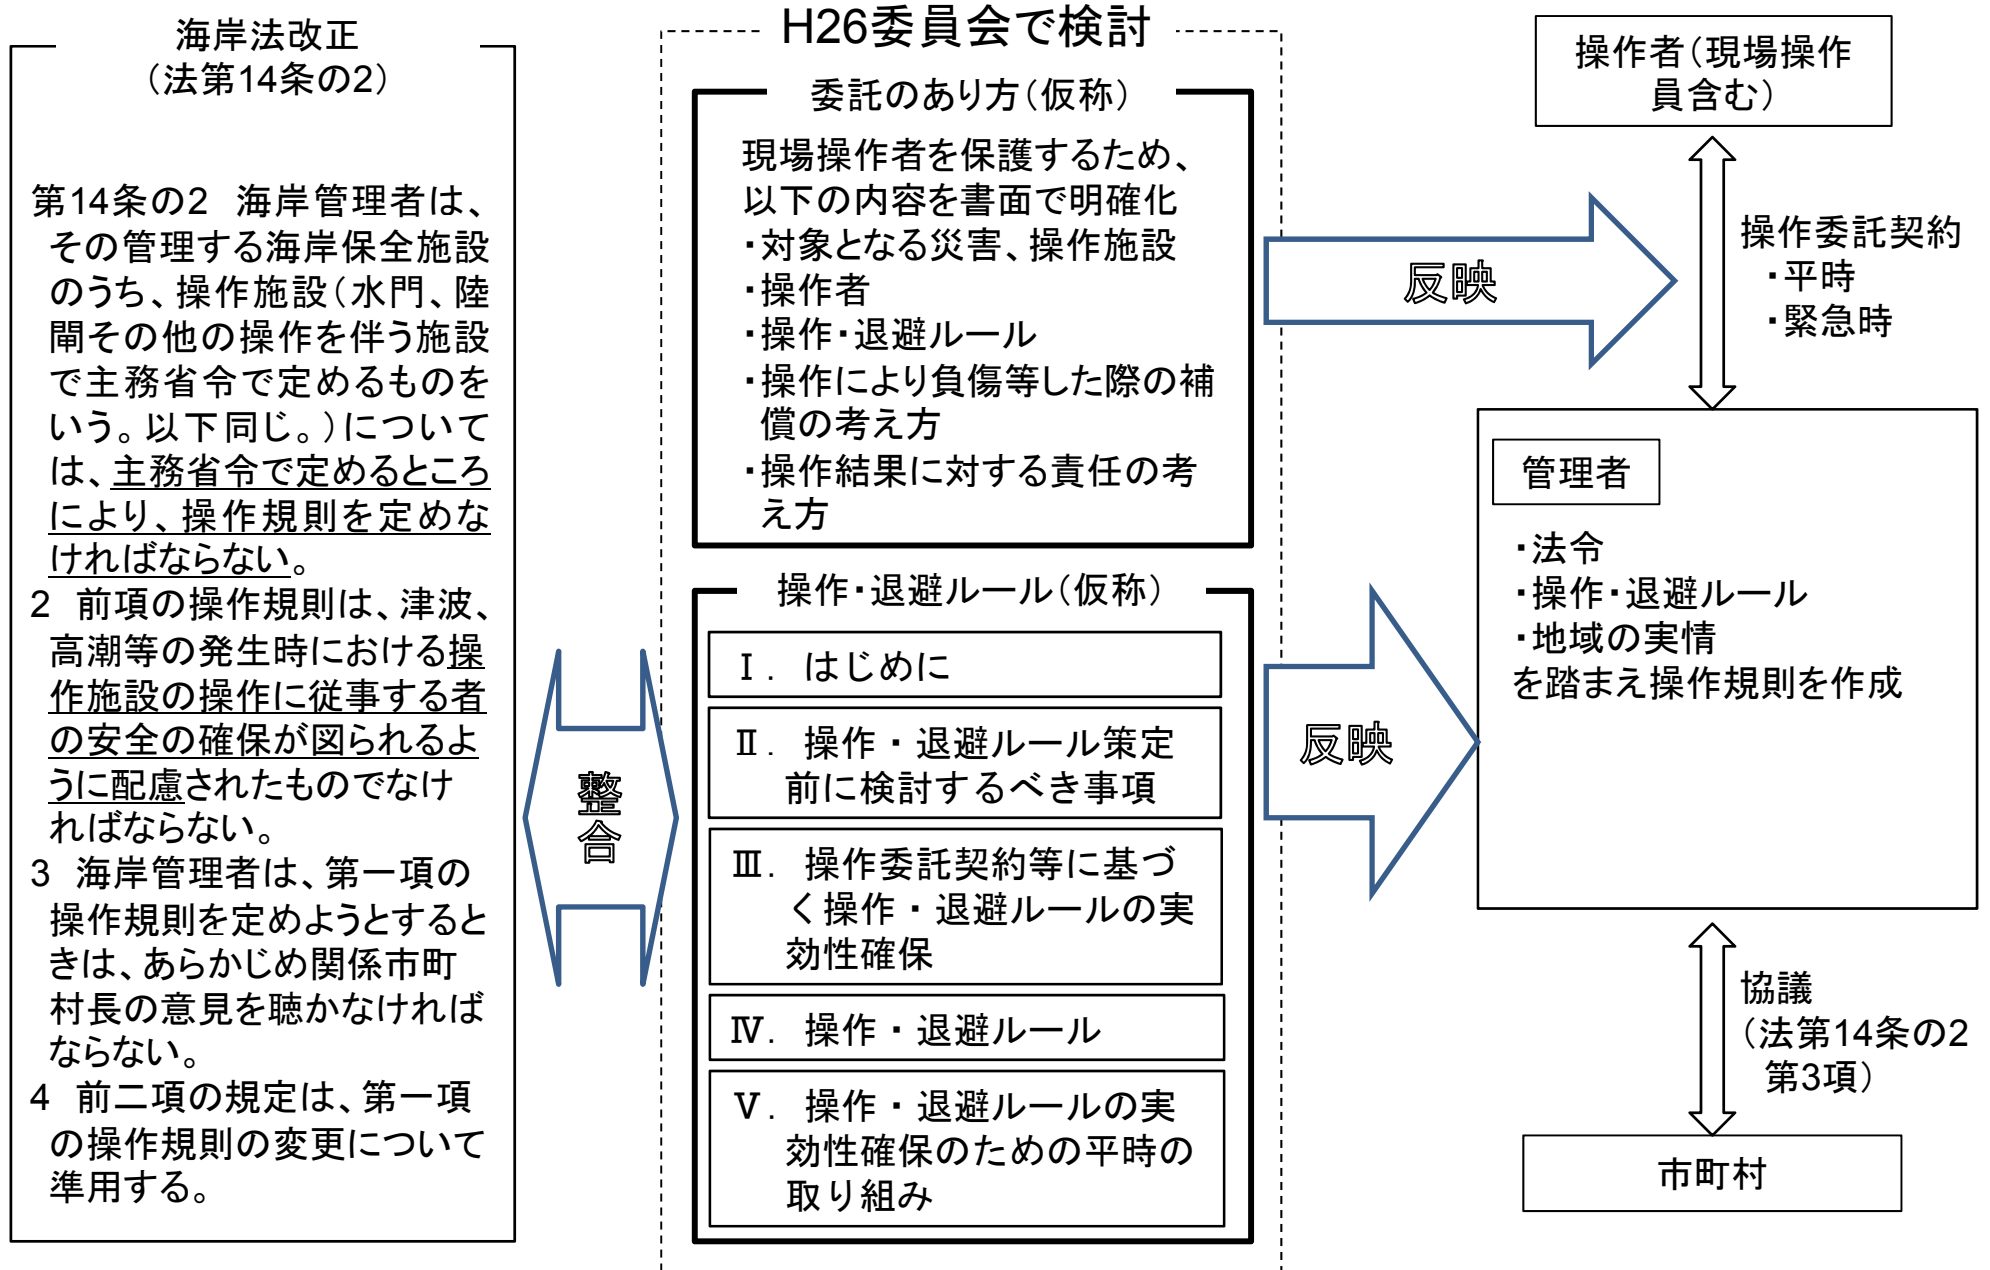 海岸法改正
（法第14条の2）
第14条の2　海岸管理者は、
その管理する海岸保全施設
のうち、操作施設（水門、陸
閘その他の操作を伴う施設
で主務省令で定めるものを
いう。以下同じ。）について
は、主務省令で定めるところ
により、操作規則を定めな
ければならない。
2　前項の操作規則は、津波、
高潮等の発生時における操
作施設の操作に従事する者
の安全の確保が図られるよ
うに配慮されたものでなけ
ればならない。
3　海岸管理者は、第一項の
操作規則を定めようとすると
きは、あらかじめ関係市町
村長の意見を聴かなければ
ならない。
4　前二項の規定は、第一項
の操作規則の変更について
準用する。
整合
H26委員会で検討
委託のあり方（仮称）
現場操作者を保護するため、
以下の内容を書面で明確化
・対象となる災害、操作施設
・操作者
・操作・退避ルール
・操作により負傷等した際の補
償の考え方
・操作結果に対する責任の考
え方
操作・退避ルール（仮称）
Ⅰ．はじめに
Ⅱ．操作・退避ルール策定
前に検討するべき事項
Ⅲ．操作委託契約等に基づ
く操作・退避ルールの実
効性確保
Ⅳ．操作・退避ルール
Ⅴ．操作・退避ルールの実
効性確保のための平時の
取り組み
反映
反映
操作者（現場操作
員含む）
操作委託契約
・平時
・緊急時
管理者
・法令
・操作・退避ルール
・地域の実情
を踏まえ操作規則を作成
協議
（法第14条の2
第3項）
市町村